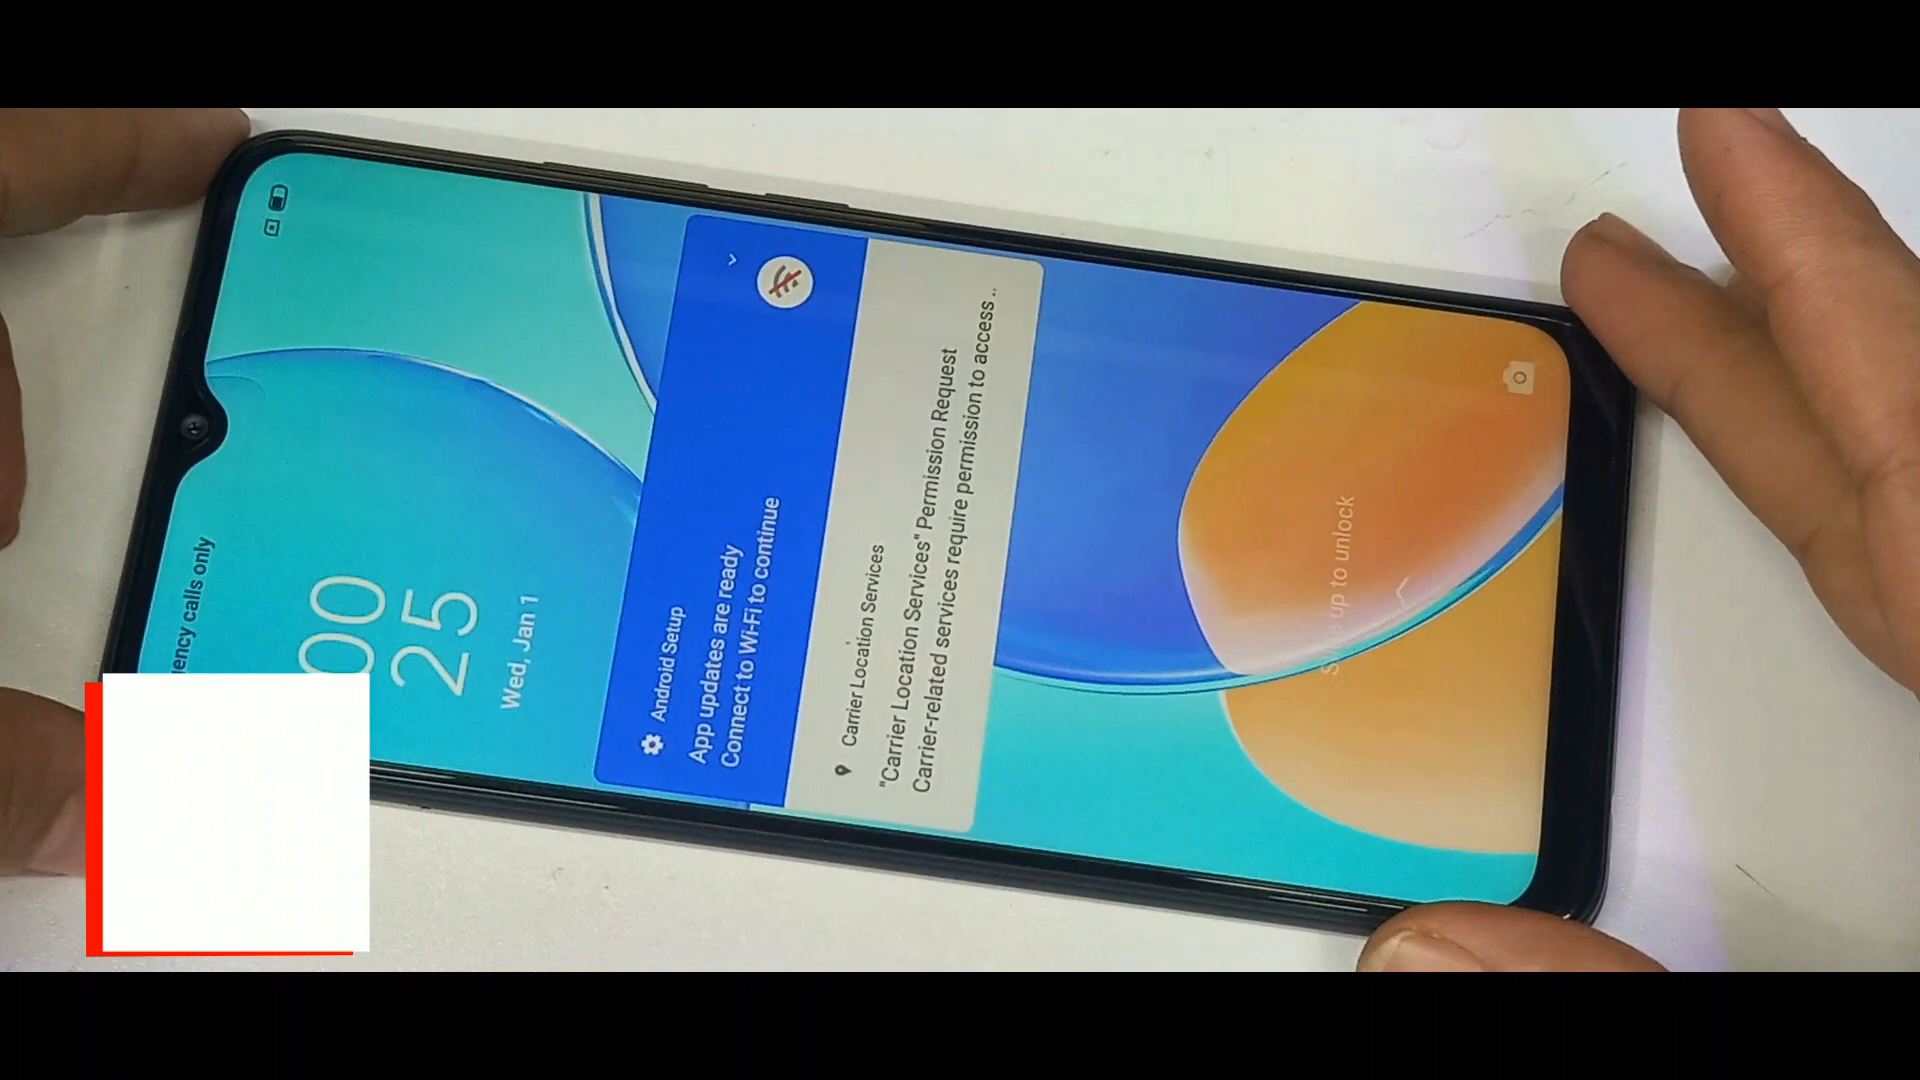 calls only
00
25
Wed, Jan 1
Android Setup
App updates are ready
Connect to Wi-Fi to continue
Carrier Location Services
"Carrier Location Services" Permission Request
Carrier-related services require permission to access ..
up to unlock